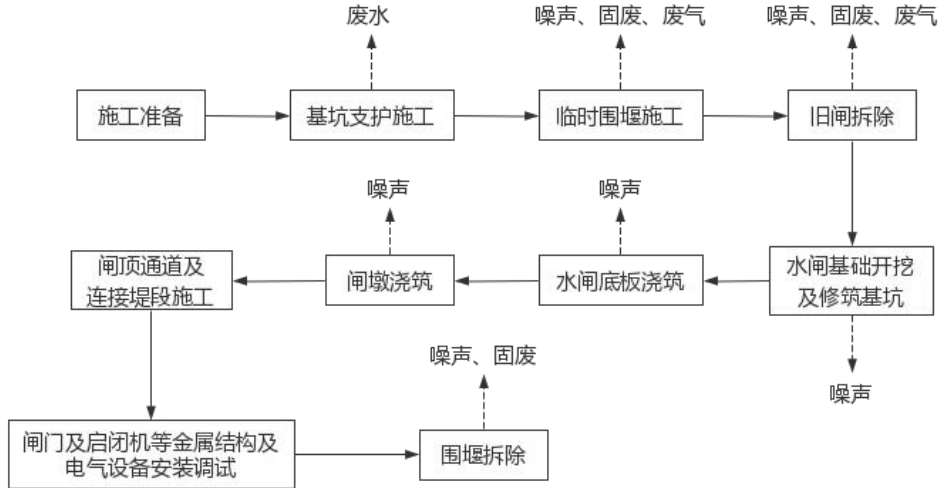 废水
噪声、固废、废气
噪声、固废、废气
施工准备
基坑支护施工
临时围堰施工
旧闸拆除
噪声
噪声
闸顶通道及
连接堤段施工
闸墩浇筑
水闸底板浇筑
水闸基础开挖
及修筑基坑
噪声
噪声、固废
闸门及启闭机等金属结构及
电气设备安装调试
围堰拆除